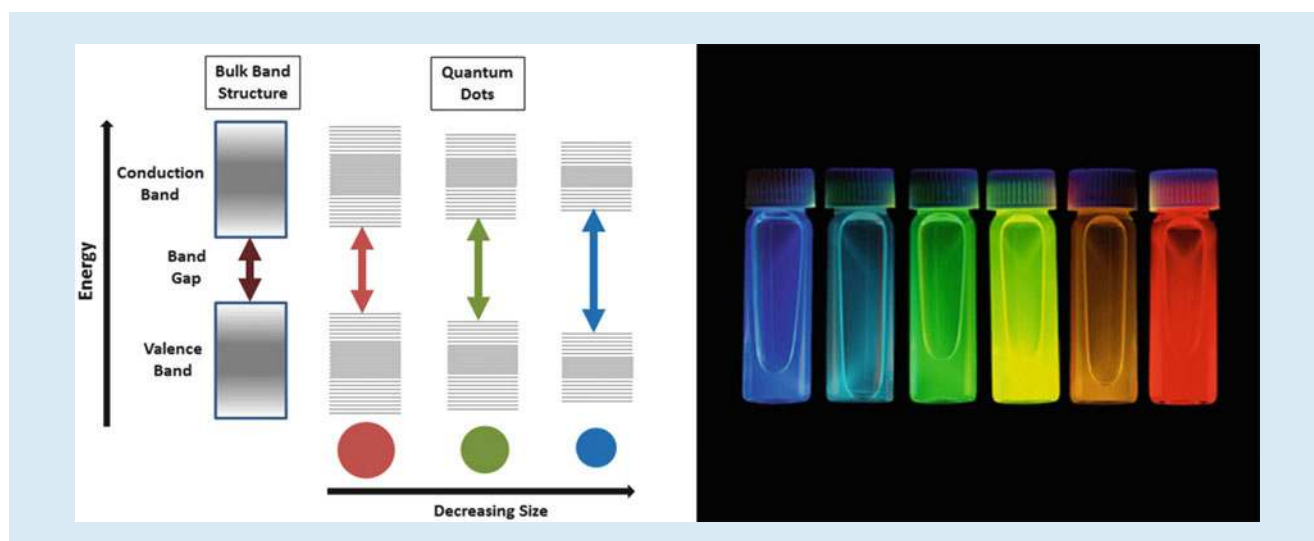 Bulk Band
Structure
Quantum
Dots
Energy
Conduction
Band
Band
Gap
Valence
Band
Decreasing Size